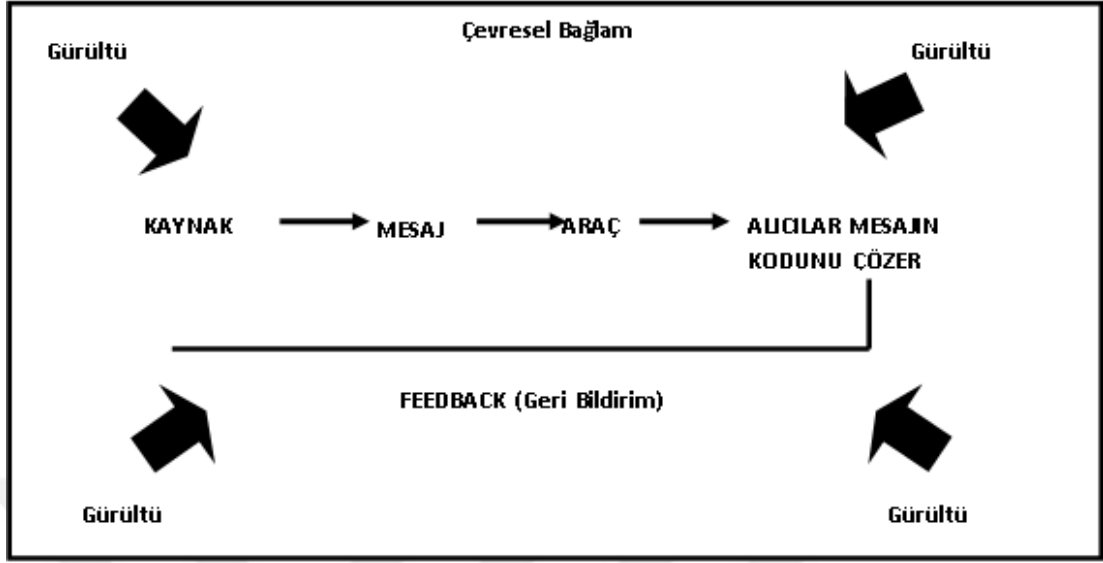 Çevresel Bağlam
Gürültü
Gürültü
KAYNAK
MESAJ
ARAÇ
ALICILAR MESAJIN
KODUNU ÇÖZER
FEEDBACK (Geri Bildirim)
Gürültü
Gürültü